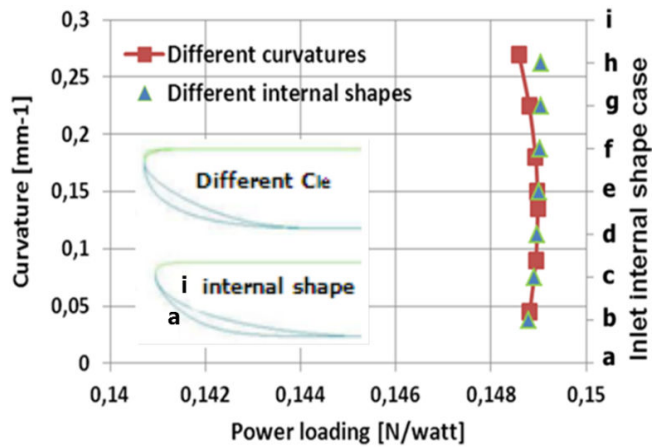 0,3
0,25
0,2
0,15
0,1
0,05
0
Curvature [mm-1]
Different curvatures
Different internal shapes
Different Cle
i internal shape
a
i
h
g
f
e
d
c
b
a
Inlet internal shape case
0,14 0,142 0,144 0,146 0,148 0,15
Power loading [N/watt]